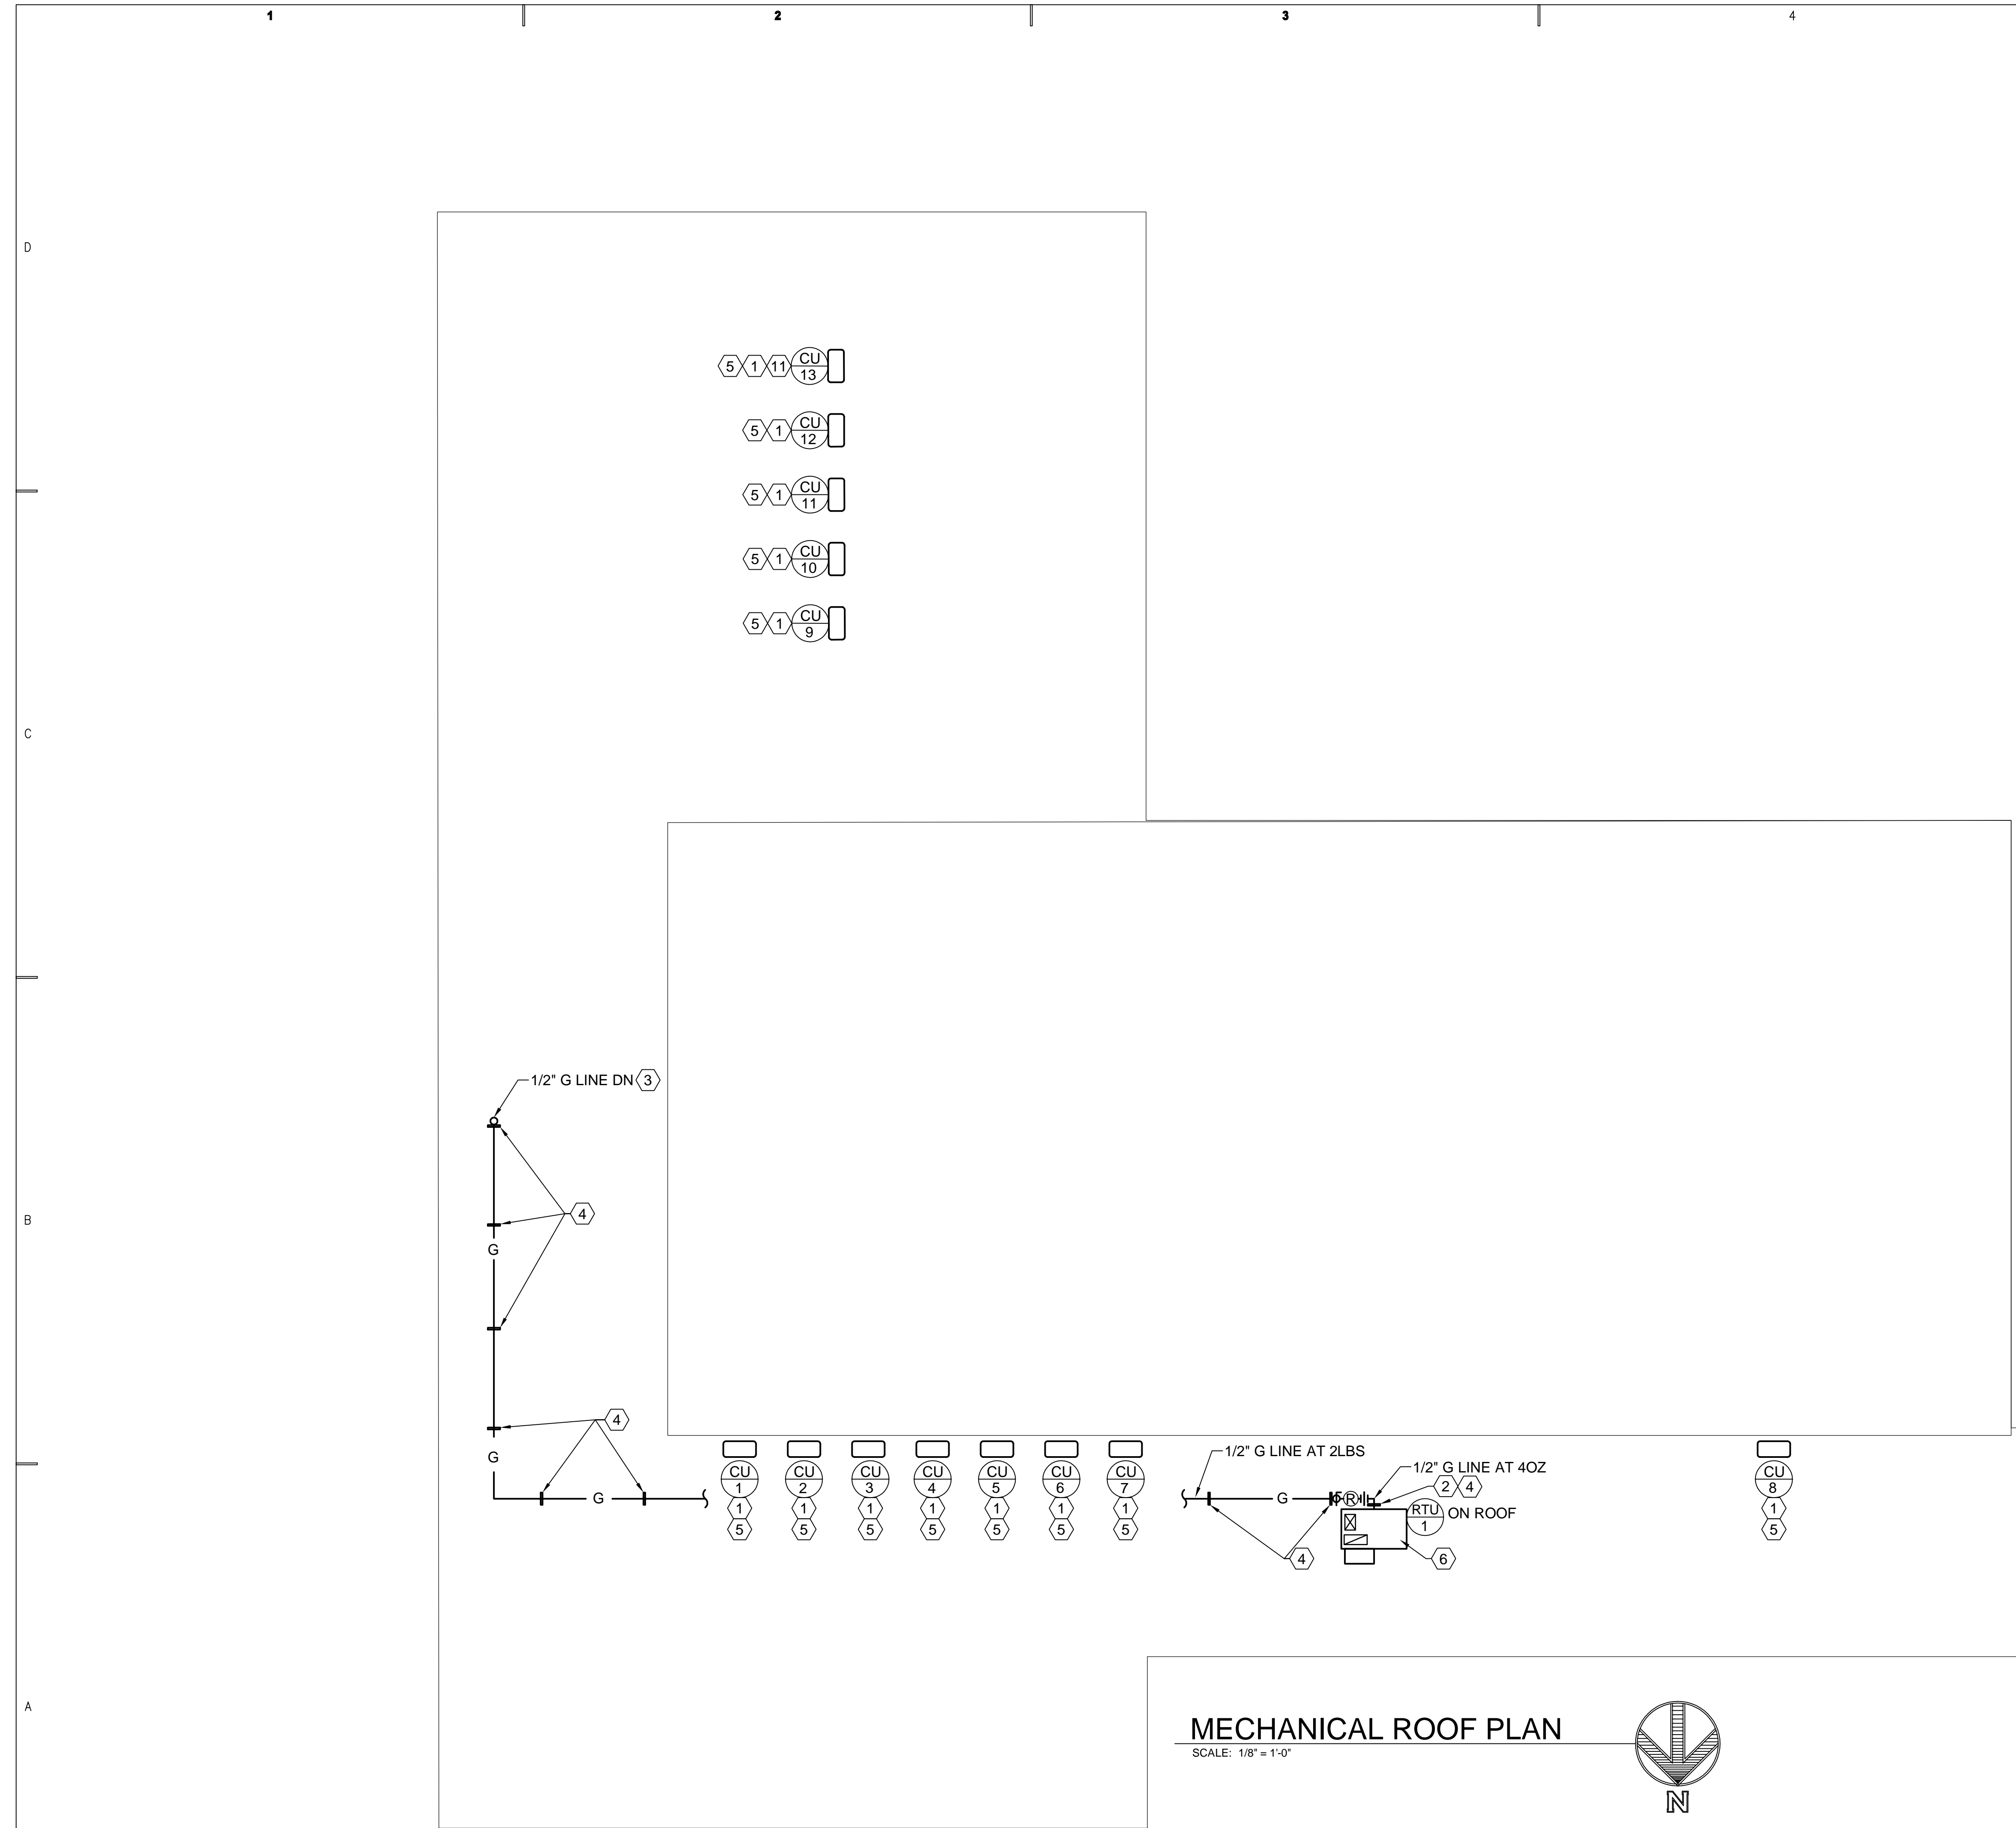 1 2 3 4
D
5 1 11 CU 13
5 1 CU 12
5 1 CU 11
5 1 CU 10
5 1 CU 9
C
1/2" G LINE DN 3
4
B
G
4
G
G
CU CU CU CU CU CU CU
1 2 3 4 5 6 7
1 1 1 1 1 1 1
5 5 5 5 5 5 5
1/2" G LINE AT 2LBS
1/2" G LINE AT 4OZ
2 4
G R
RTU 1 ON ROOF
4
6
CU
8
1
5
A
MECHANICAL ROOF PLAN
SCALE: 1/8" = 1'-0"
N